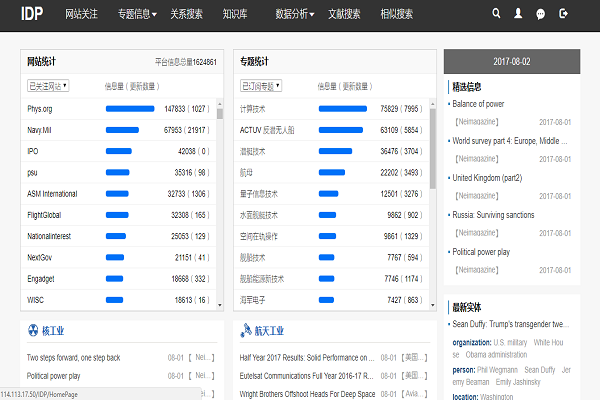 IDP 网站关注 专题信息 关系搜索 知识库 数据分析 文献搜索 相似搜索
网站统计 平台信息总量1624861
已关注网站 信息量（更新数量）
Phys.org 147833 ( 1027 )
Navy.Mil 67953 ( 21917 )
IPO 42038 ( 0 )
psu 35316 ( 98 )
ASM International 32733 ( 1306 )
FlightGlobal 32308 ( 165 )
Nationalinterest 25053 ( 129 )
NextGov 21151 ( 41 )
Engadget 18668 ( 332 )
WISC 18613 ( 16 )
专题统计
已订阅专题 信息量（更新数量）
计算技术 75829 ( 7995 )
ACTUV 反潜无人船 63109 ( 5854 )
潜艇技术 36476 ( 3704 )
航母 22202 ( 3493 )
量子信息技术 12501 ( 3276 )
水面舰艇技术 9862 ( 902 )
空间在轨操作 9861 ( 1329 )
舰船技术 7767 ( 594 )
舰船能源新技术 7746 ( 1174 )
海军电子 7427 ( 863 )
2017-08-02
精选信息
Balance of power
【Neimagazine】 2017-08-01
World survey part 4: Europe, Middle ...
【Neimagazine】 2017-08-01
United Kingdom (part2)
【Neimagazine】 2017-08-01
Russia: Surviving sanctions
【Neimagazine】 2017-08-01
Political power play
【Neimagazine】 2017-08-01
核工业
Two steps forward, one step back 08-01 【 Nei...】
Political power play 08-01 【 Nei...】
114.113.17.50/IDP/HomePage
航天工业
Half Year 2017 Results: Solid Performance on ... 08-01 【美国...】
Eutelsat Communications Full Year 2016-17 R... 08-01 【美国...】
Wright Brothers Offshoot Heads For Deep Space 08-01 【Avia...】
最新实体
Sean Duffy: Trump's transgender twe...
organization: U.S. military White Hou
se Obama administration
person: Phil Wegmann Sean Duffy Jer
emy Beaman Emily Jashinsky
location: Washington